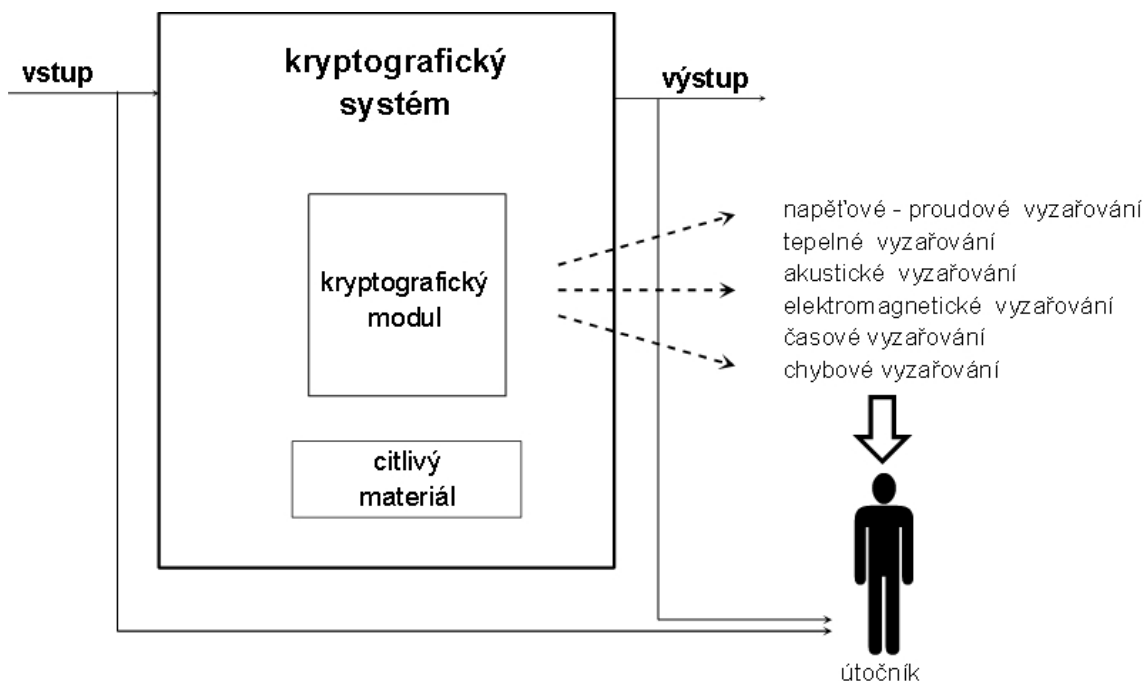 vstup
kryptografický
systém
výstup
kryptografický
modul
citlivý
materiál
napěťové - proudové vyzařování
tepelné vyzařování
akustické vyzařování
elektromagnetické vyzařování
časové vyzařování
chybové vyzařování
útočník